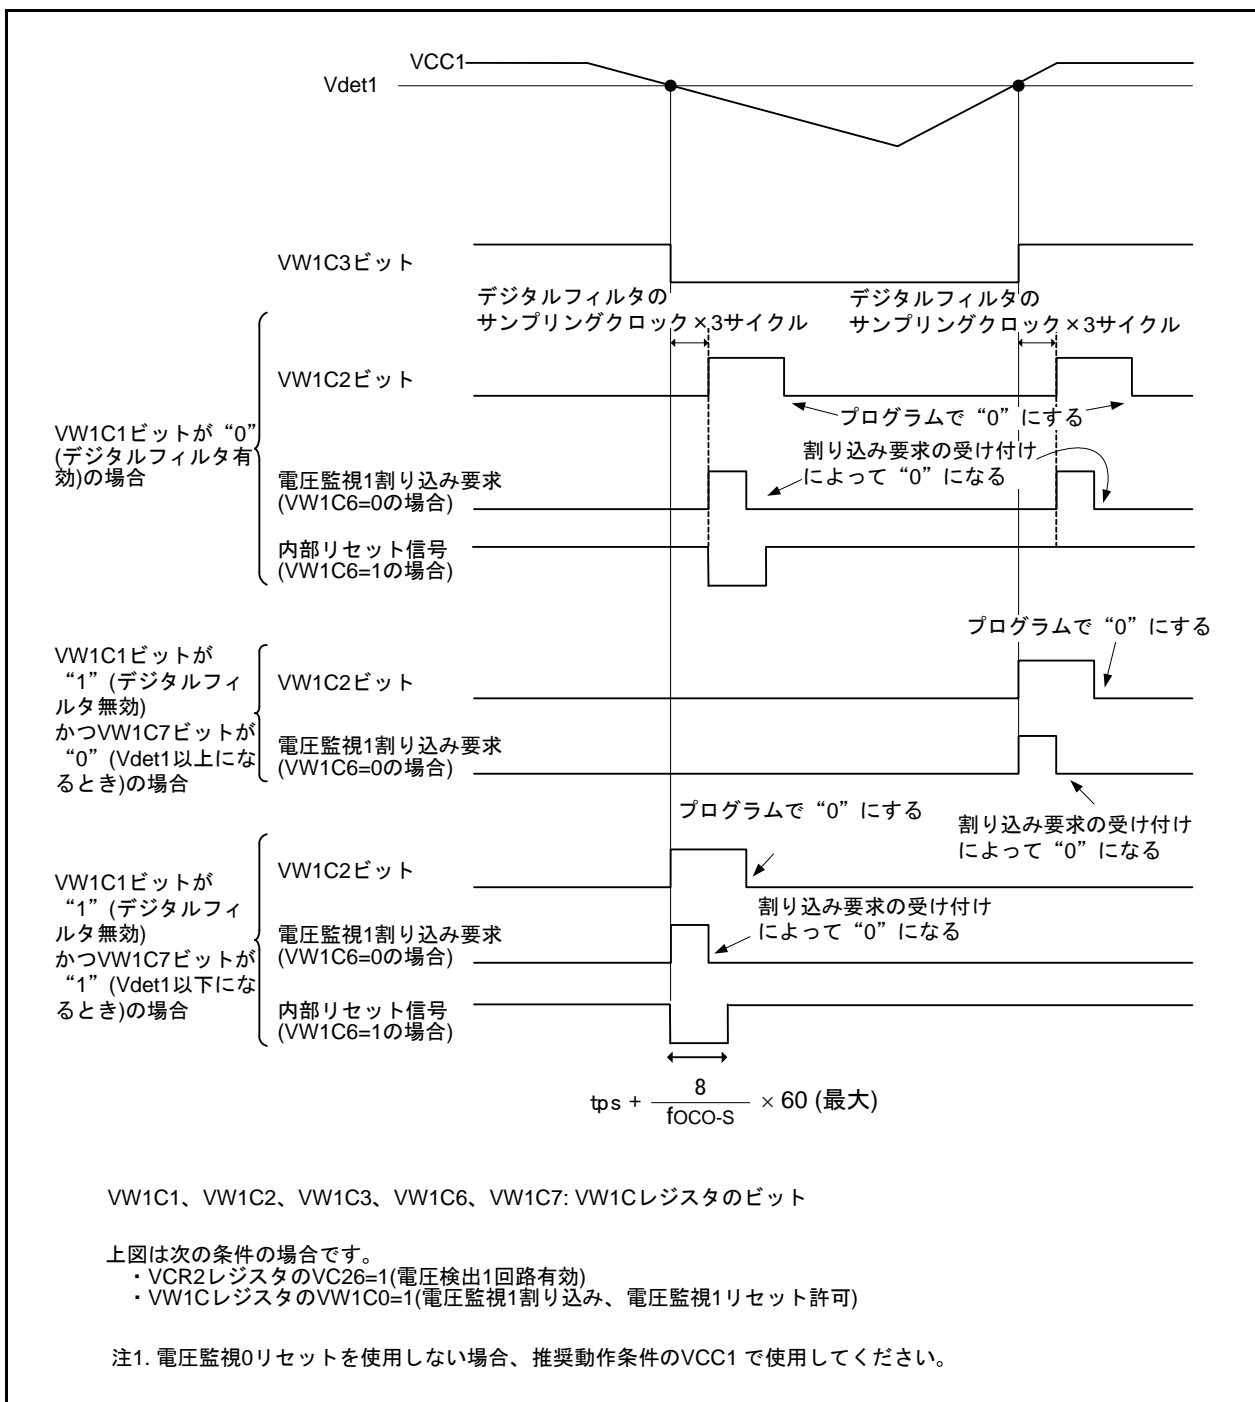 VCC1
Vdet1
VW1C3ビット
デジタルフィルタの
サンプリングクロック×3サイクル
デジタルフィルタの
サンプリングクロック×3サイクル
VW1C1ビットが“0”
(デジタルフィルタ有
効)の場合
VW1C2ビット
プログラムで“0”にする
電圧監視1割り込み要求
(VW1C6=0の場合)
割り込み要求の受け付け
によって“0”になる
内部リセット信号
(VW1C6=1の場合)
VW1C1ビットが
“1”(デジタルフィ
ルタ無効)
かつVW1C7ビットが
“0”(Vdet1以上にな
るとき)の場合
VW1C2ビット
プログラムで“0”にする
電圧監視1割り込み要求
(VW1C6=0の場合)
割り込み要求の受け付け
によって“0”になる
VW1C1ビットが
“1”(デジタルフィ
ルタ無効)
かつVW1C7ビットが
“1”(Vdet1以下にな
るとき)の場合
VW1C2ビット
プログラムで“0”にする
電圧監視1割り込み要求
(VW1C6=0の場合)
割り込み要求の受け付け
によって“0”になる
内部リセット信号
(VW1C6=1の場合)
tps + 8 / fOCO-S × 60 (最大)
VW1C1、VW1C2、VW1C3、VW1C6、VW1C7: VW1Cレジスタのビット
上図は次の条件の場合です。
・VCR2レジスタのVC26=1(電圧検出1回路有効)
・VW1CレジスタのVW1C0=1(電圧監視1割り込み、電圧監視1リセット許可)
注1. 電圧監視0リセットを使用しない場合、推奨動作条件のVCC1 で使用してください。